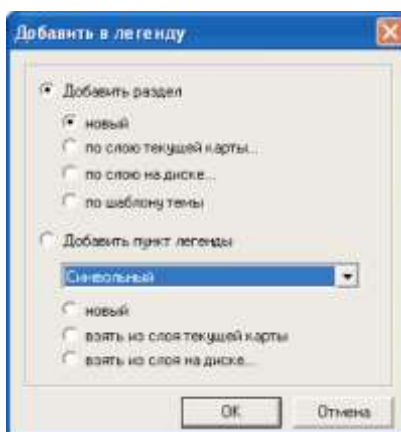 Добавить в легенду
Добавить раздел
новый
по слою текущей карты...
по слою на диске...
по шаблону темы
Добавить пункт легенды
Символьный
новый
взять из слоя текущей карты
взять из слоя на диске...
OK
Отмена